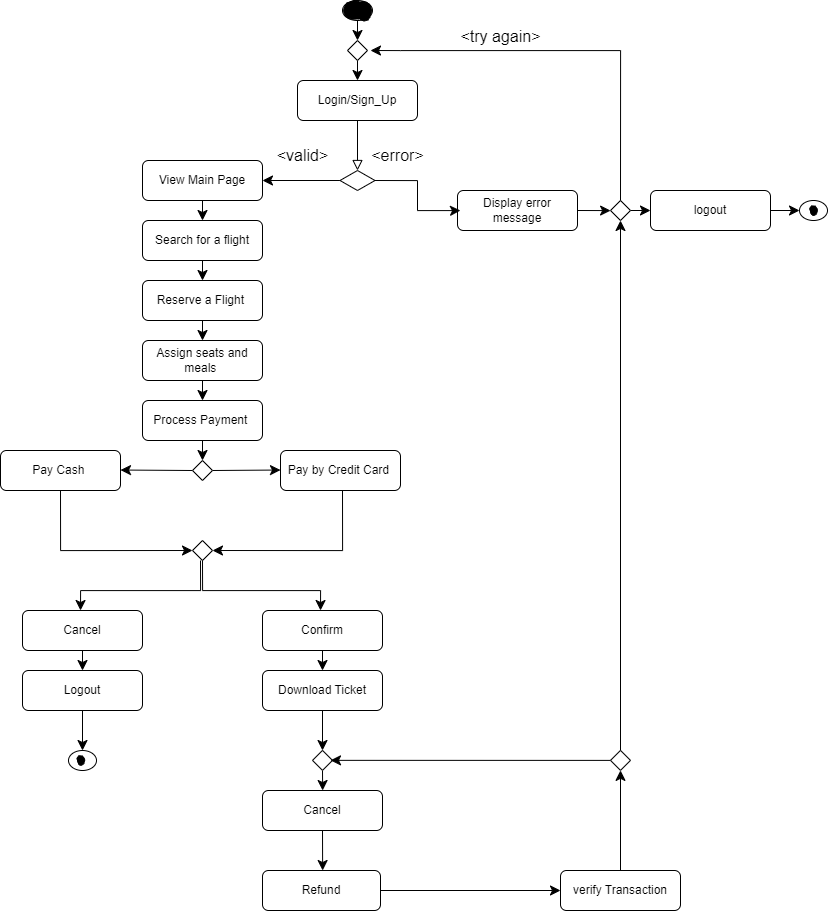 <try again>
Login/Sign_Up
<valid>
<error>
View Main Page
Display error
message
logout
Search for a flight
Reserve a Flight
Assign seats and
meals
Process Payment
Pay Cash
Pay by Credit Card
Cancel
Confirm
Logout
Download Ticket
Cancel
Refund
verify Transaction